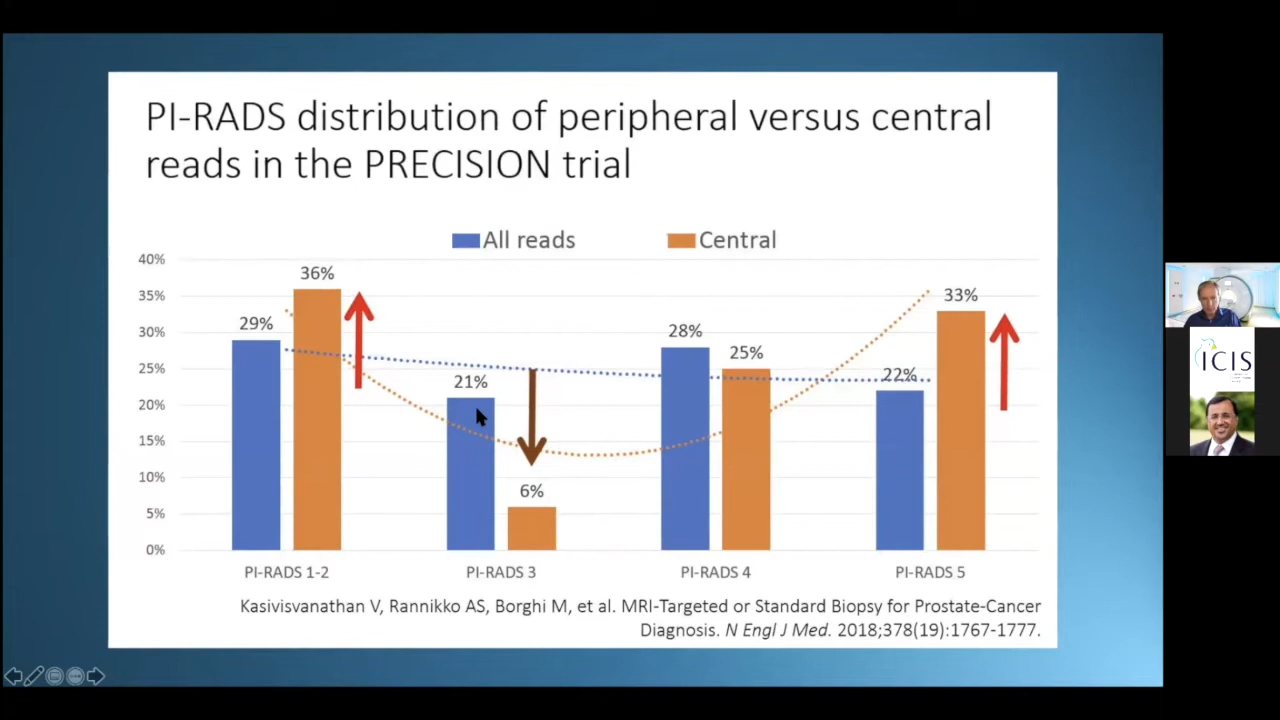 PI-RADS distribution of peripheral versus central
reads in the PRECISION trial
All reads Central
40%
35%
30%
25%
20%
15%
10%
5%
0%
29% 36%
21% 6%
28% 25%
22% 33%
PI-RADS 1-2 PI-RADS 3 PI-RADS 4 PI-RADS 5
Kasivisvanathan V, Rannikko AS, Borghi M, et al. MRI-Targeted or Standard Biopsy for Prostate-Cancer
Diagnosis. N Engl J Med. 2018;378(19):1767-1777.
ICIS